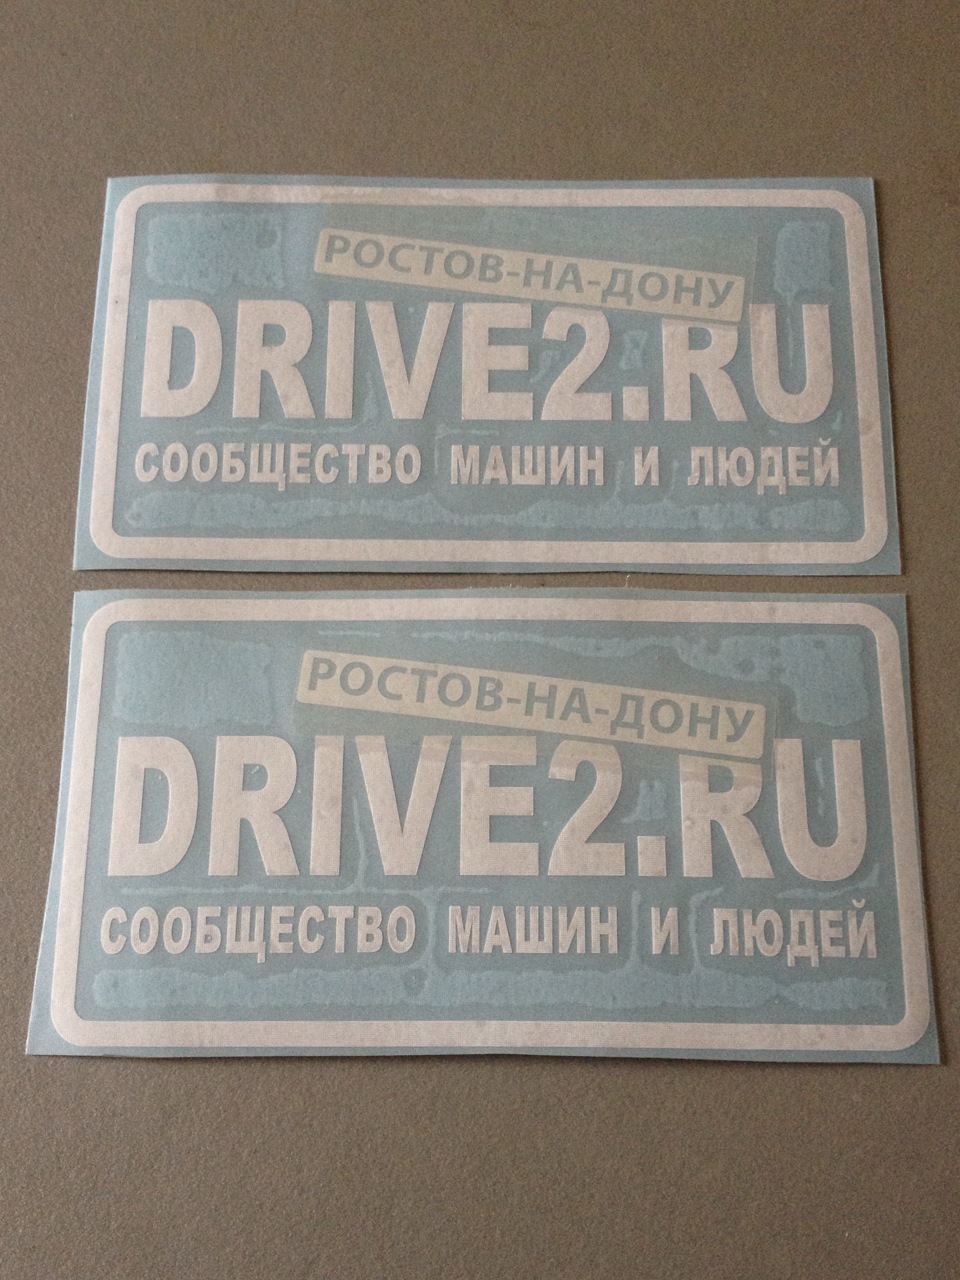 РОСТОВ-НА-ДОНУ
DRIVE2.RU
СООБЩЕСТВО МАШИН И ЛЮДЕЙ
РОСТОВ-НА-ДОНУ
DRIVE2.RU
СООБЩЕСТВО МАШИН И ЛЮДЕЙ